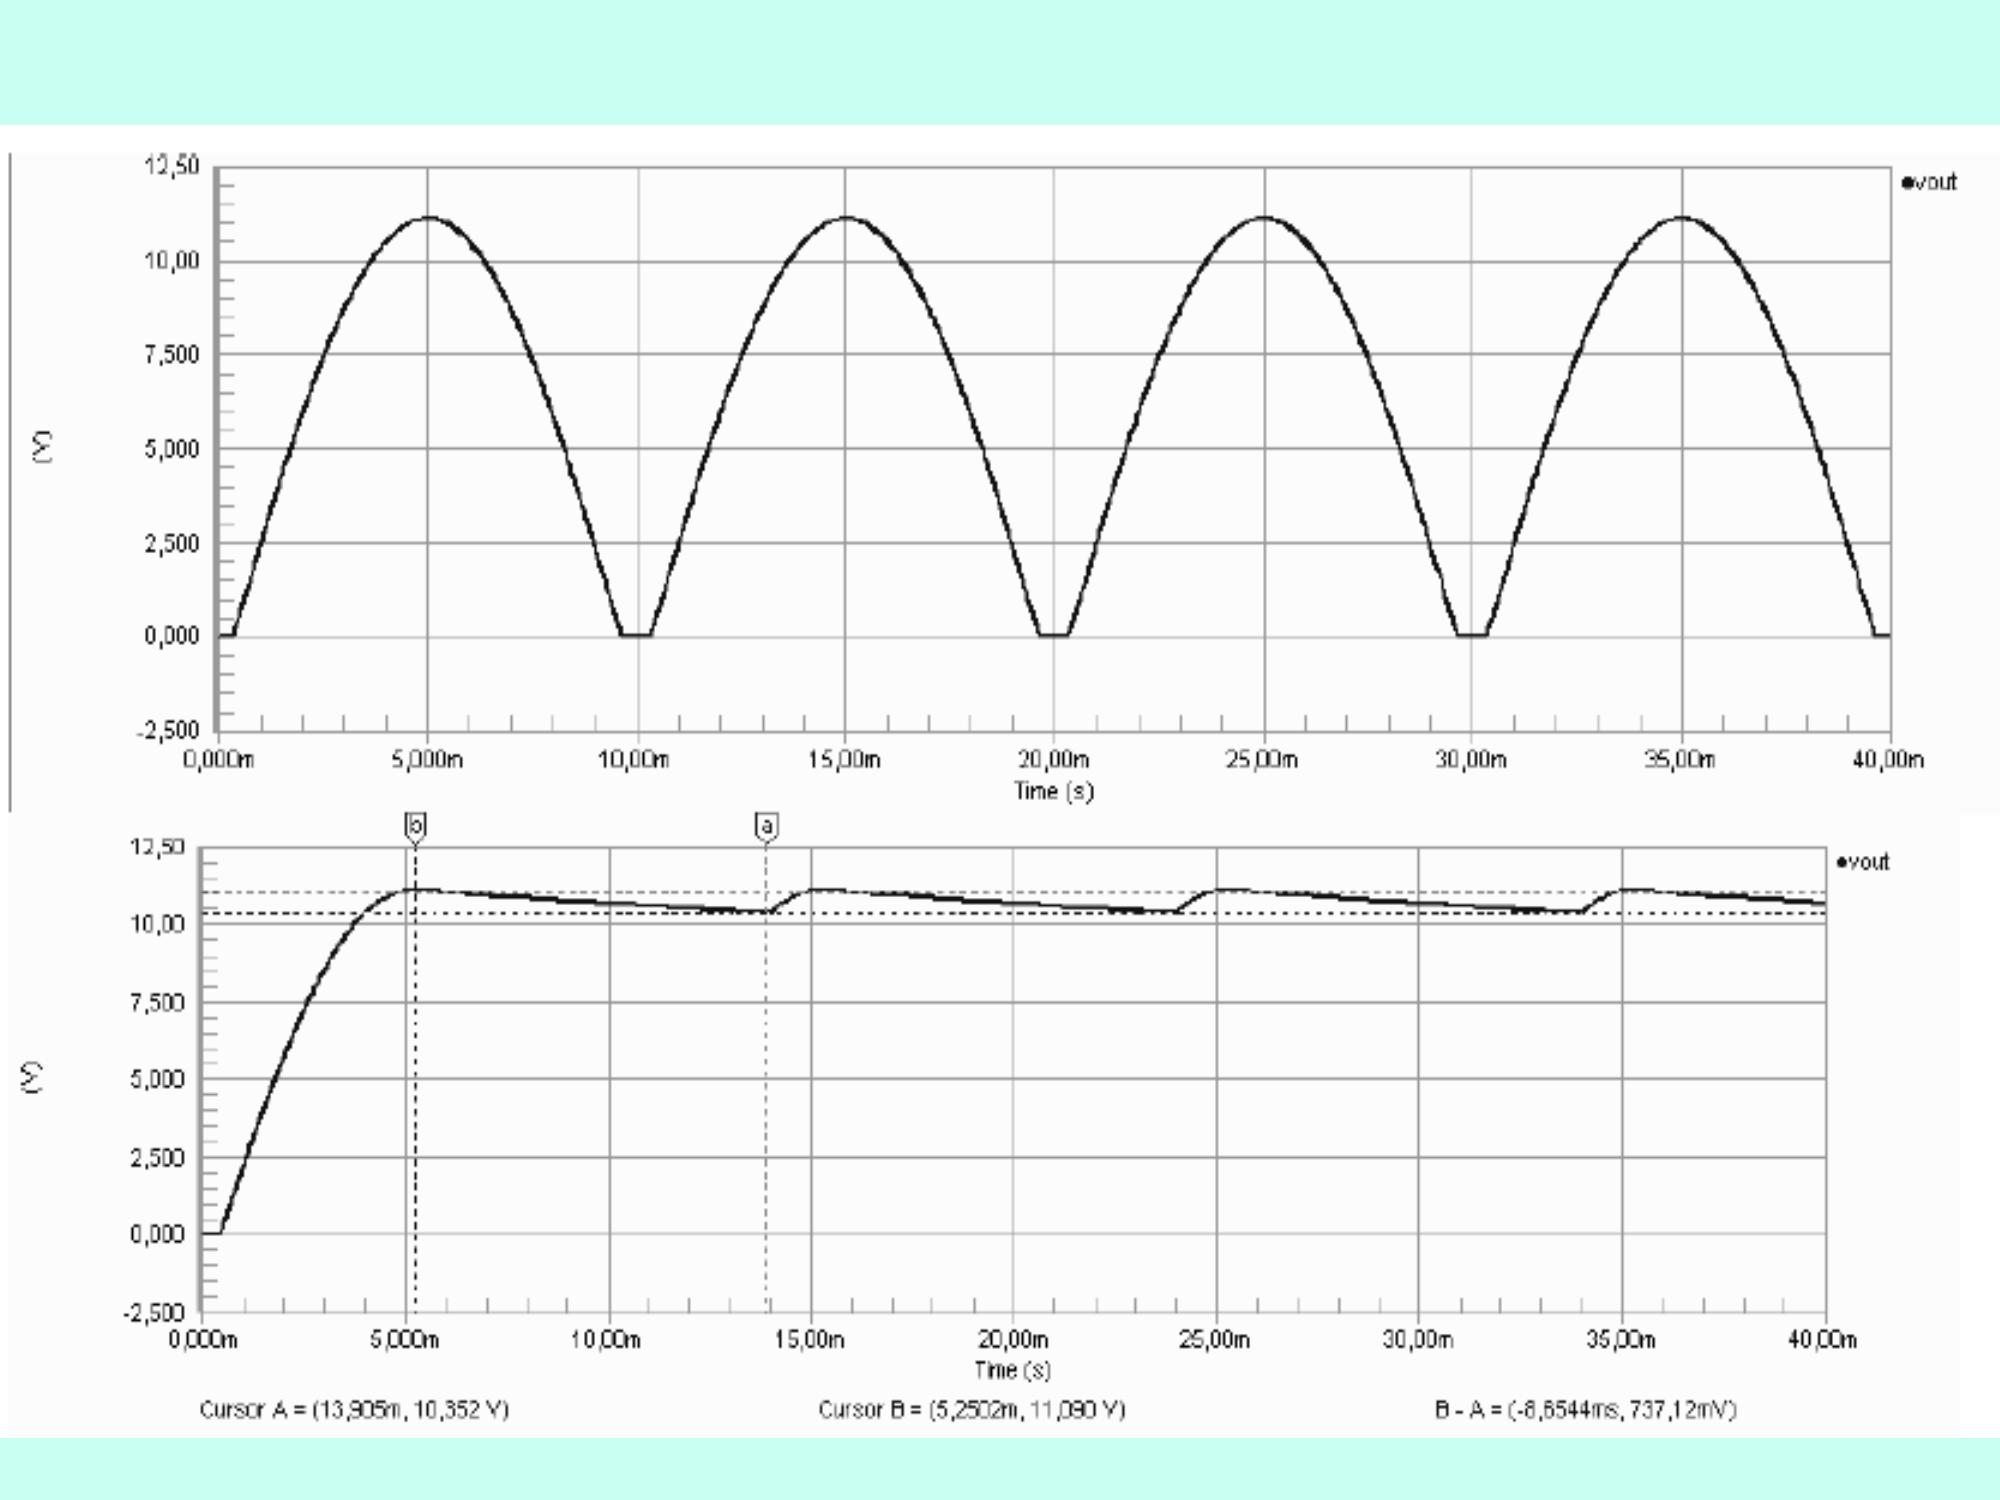 12,50
vout
10,00
7,500
(V)
5,000
2,500
0,000
-2,500
0,000m 5,000m 10,00m 15,00m 20,00m 25,00m 30,00m 35,00m 40,00m
Time (s)
b a
12,50
vout
10,00
7,500
(V)
5,000
2,500
0,000
-2,500
0,000m 5,000m 10,00m 15,00m 20,00m 25,00m 30,00m 35,00m 40,00m
Time (s)
Cursor A = (13,905m, 10,352 V) Cursor B = (5,2502m, 11,090 V) B - A = (-8,6544ms, 737,12mV)